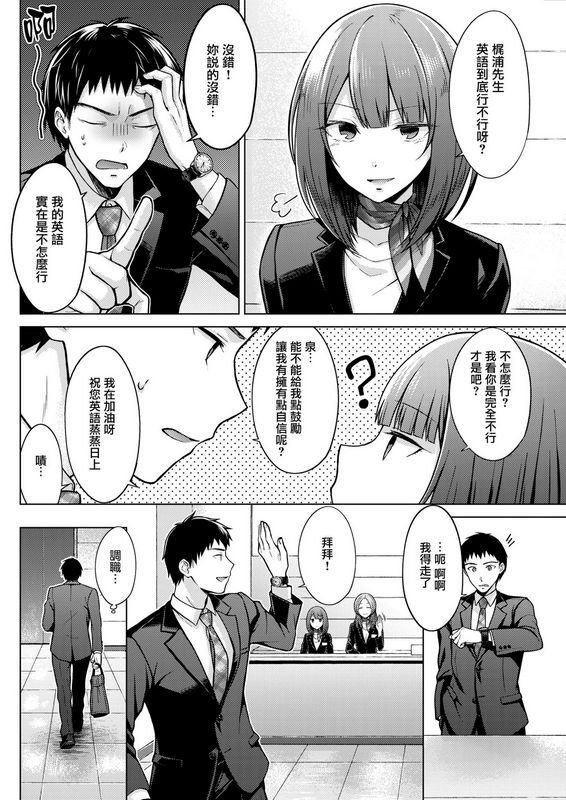 梶浦先生
英語到底行不行呀?
沒錯!
妳説的沒錯…
啊
我的英語
實在是不怎麼行
不怎麼行?
我看你是完全不行
才是吧?
?
泉…
能不能給我點鼓勵
讓我有擁有點自信呢?
我在加油呀
祝您英語蒸蒸日上
嘖…
…呃 啊啊
我得走了
拜拜!
調職…